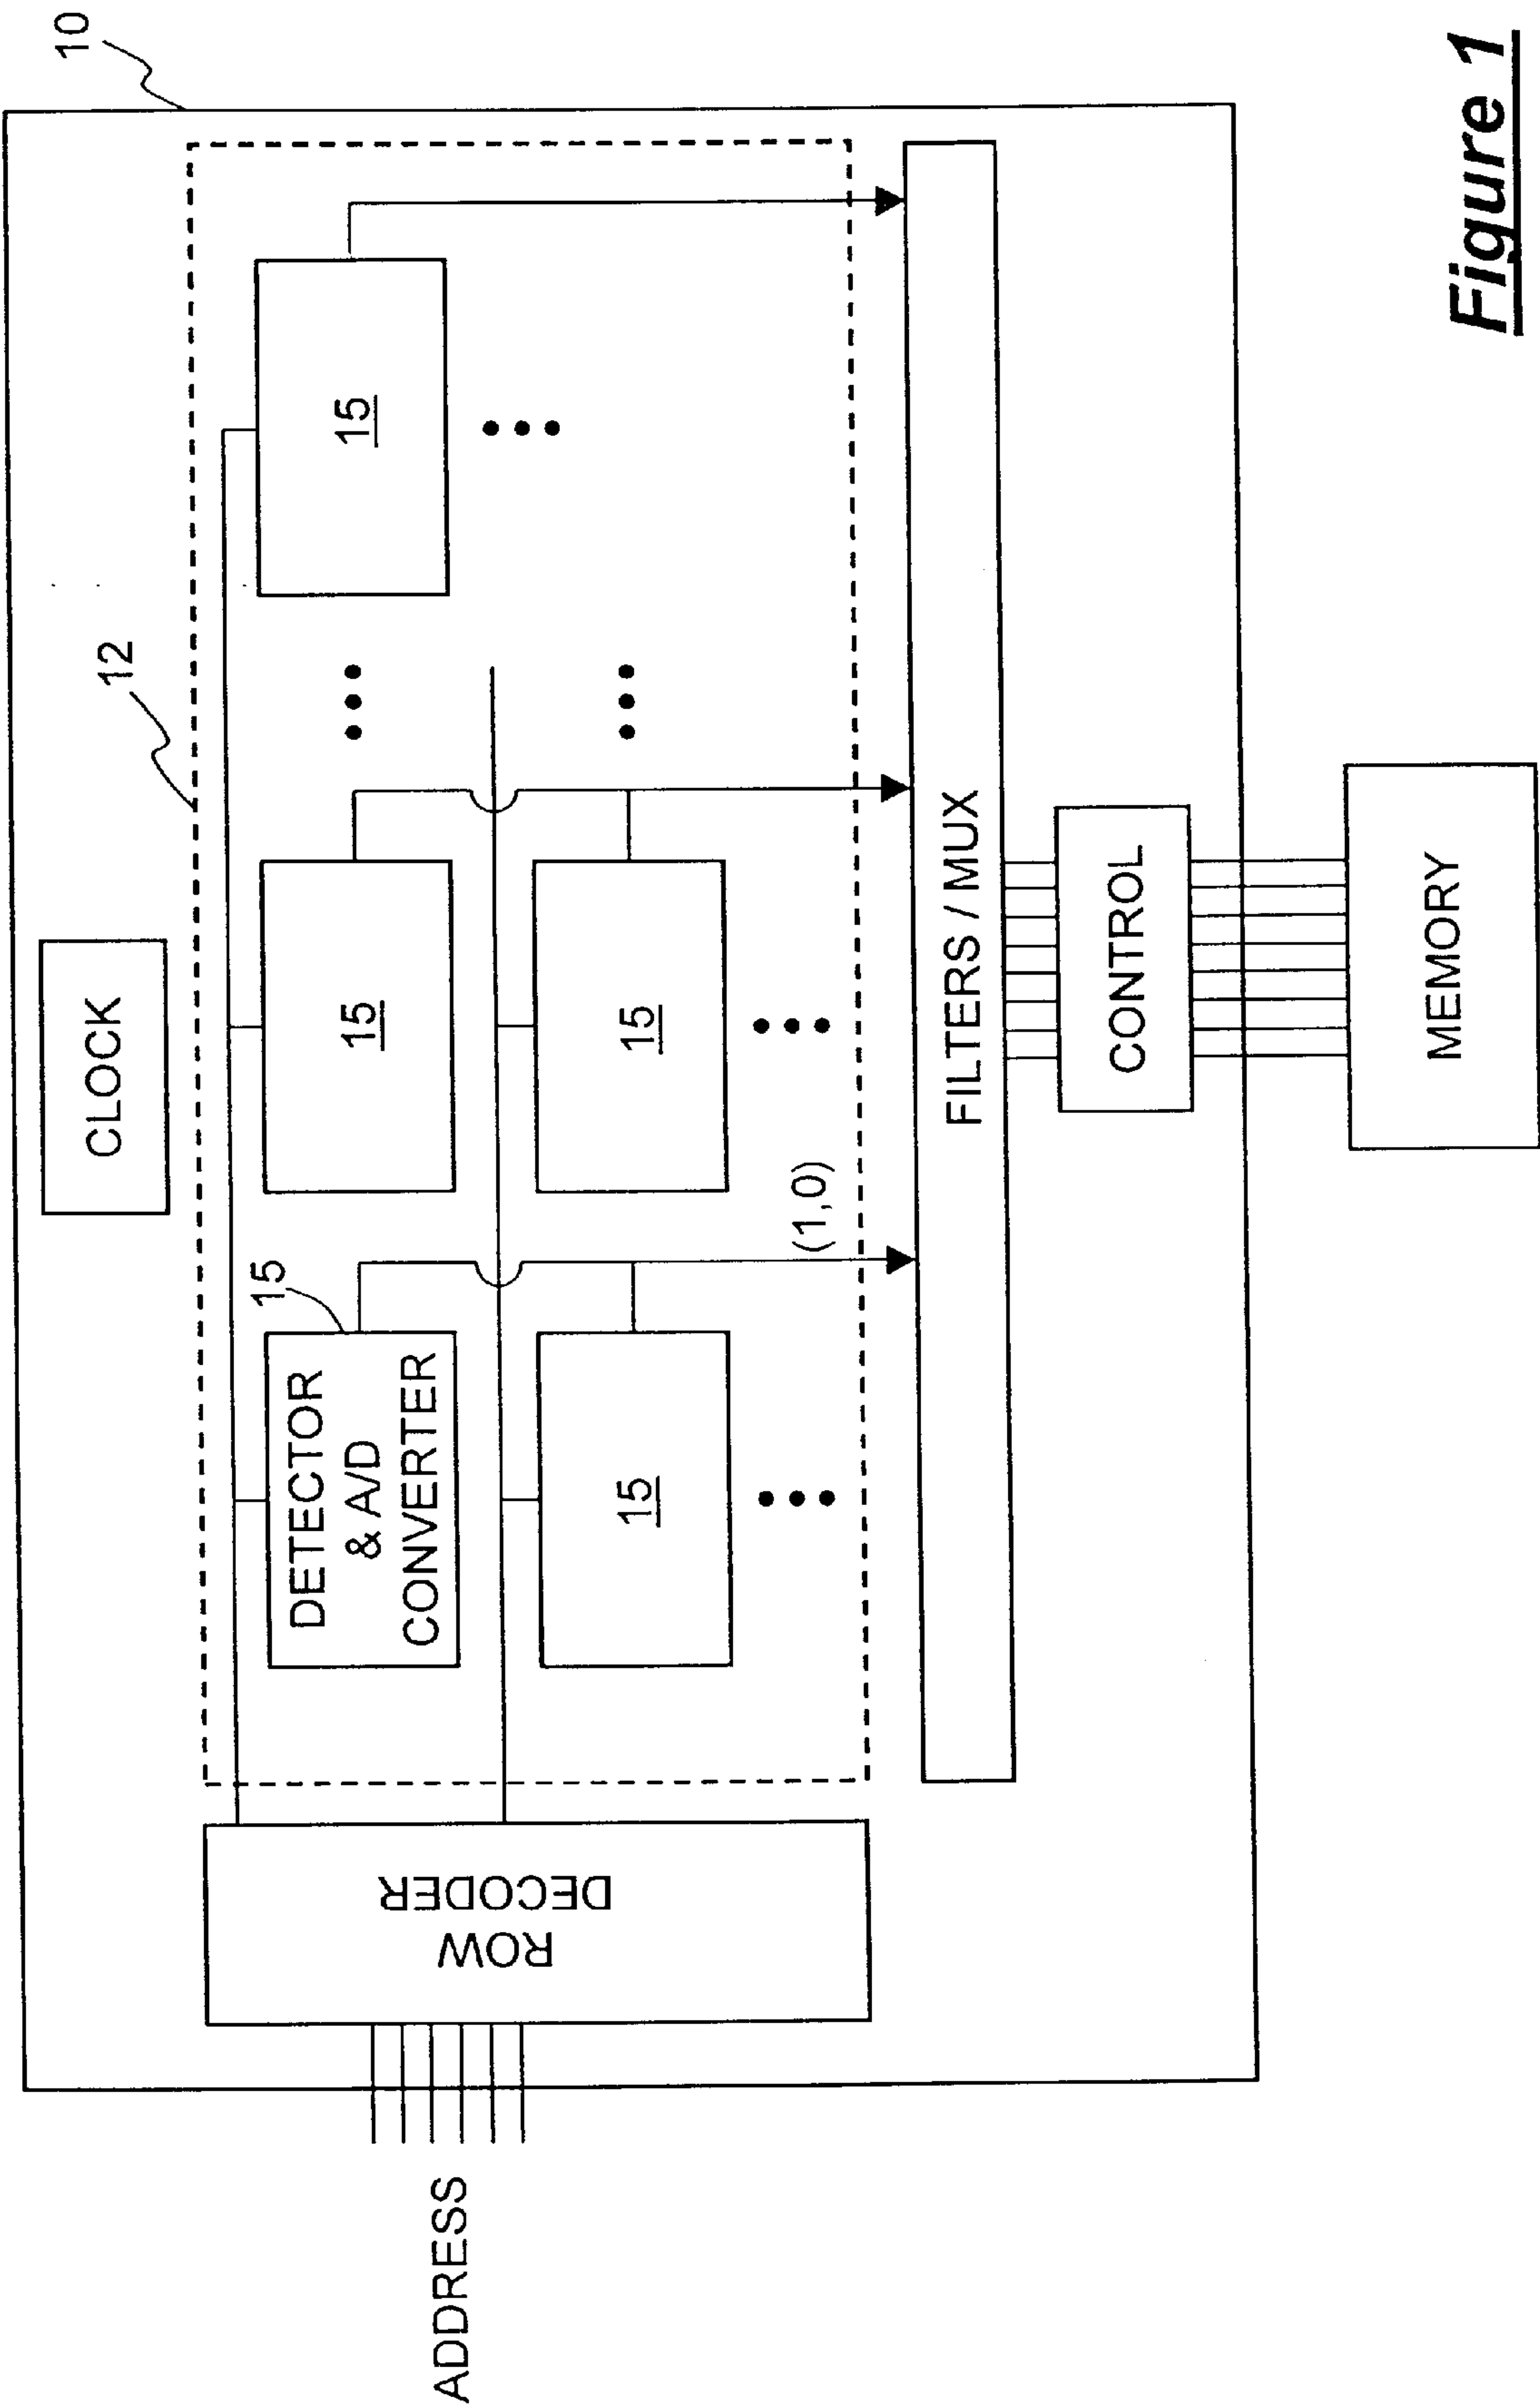 10
CLOCK
12
15
DETECTOR
& A/D
CONVERTER
15
15
15
15
(1,0)
ROW
DECODER
ADDRESS
FILTERS / MUX
CONTROL
MEMORY
Figure 1